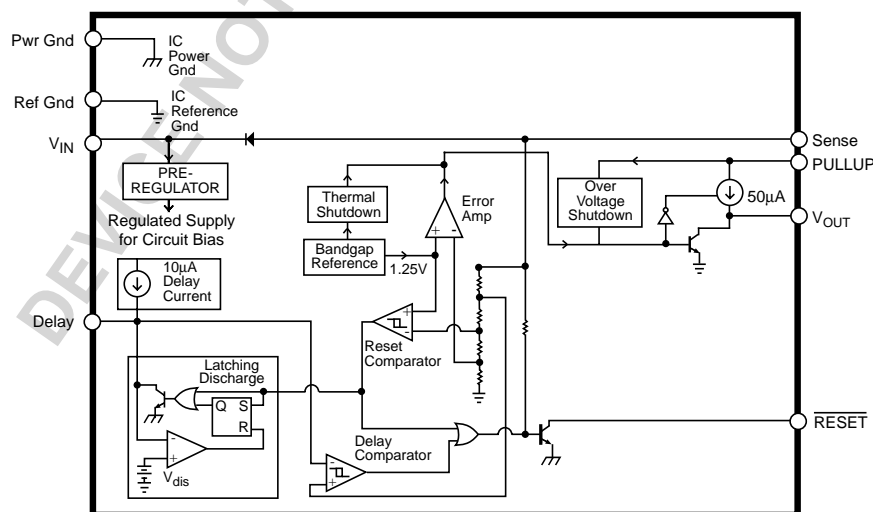 DEVICE NOT
Pwr Gnd
IC
Power
Gnd
Ref Gnd
IC
Reference
Gnd
VIN
Sense
PULLUP
PRE-
REGULATOR
Regulated Supply
for Circuit Bias
Thermal
Shutdown
Error
Amp
+ -
Bandgap
Reference
1.25V
Over
Voltage
Shutdown
50µA
VOUT
10µA
Delay
Current
Delay
+
-
Reset
Comparator
Latching
Discharge
Q S
R
-
+
Vdis
Delay
Comparator
-
+
RESET